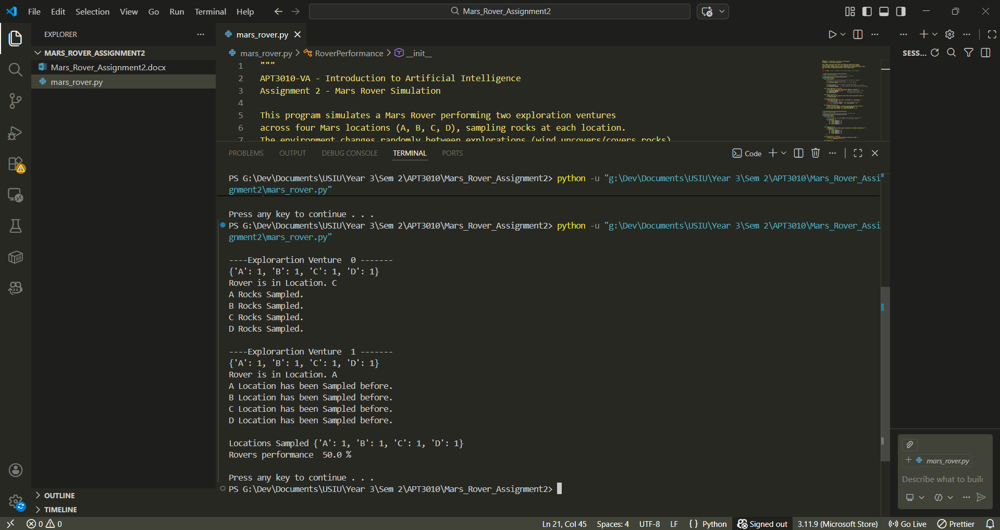 File Edit Selection View Go Run Terminal Help
Mars_Rover_Assignment2
EXPLORER
MARS_ROVER_ASSIGNMENT2
Mars_Rover_Assignment2.docx
mars_rover.py
OUTLINE
TIMELINE
mars_rover.py
mars_rover.py > RoverPerformance > __init__
1 """
2 APT3010-VA - Introduction to Artificial Intelligence
3 Assignment 2 - Mars Rover Simulation
4
5 This program simulates a Mars Rover performing two exploration ventures
6 across four Mars locations (A, B, C, D), sampling rocks at each location.
7 The environment changes randomly between explorations (wind uncovers/covers rocks)
PROBLEMS OUTPUT DEBUG CONSOLE TERMINAL PORTS
Code
PS G:\Dev\Documents\USIU\Year 3\Sem 2\APT3010\Mars_Rover_Assignment2> python -u "g:\Dev\Documents\USIU\Year 3\Sem 2\APT3010\Mars_Rover_Assi
gnment2\mars_rover.py"
Press any key to continue . . .
PS G:\Dev\Documents\USIU\Year 3\Sem 2\APT3010\Mars_Rover_Assignment2> python -u "g:\Dev\Documents\USIU\Year 3\Sem 2\APT3010\Mars_Rover_Assi
gnment2\mars_rover.py"
----Explorartion Venture  0 -------
{'A': 1, 'B': 1, 'C': 1, 'D': 1}
Rover is in Location. C
A Rocks Sampled.
B Rocks Sampled.
C Rocks Sampled.
D Rocks Sampled.
----Explorartion Venture  1 -------
{'A': 1, 'B': 1, 'C': 1, 'D': 1}
Rover is in Location. A
A Location has been Sampled before.
B Location has been Sampled before.
C Location has been Sampled before.
D Location has been Sampled before.
Locations Sampled {'A': 1, 'B': 1, 'C': 1, 'D': 1}
Rovers performance  50.0 %
Press any key to continue . . .
PS G:\Dev\Documents\USIU\Year 3\Sem 2\APT3010\Mars_Rover_Assignment2>
SESS...
mars_rover.py
Describe what to build
0 0
Ln 21, Col 45 Spaces: 4 UTF-8 LF { } Python Signed out 3.11.9 (Microsoft Store) Go Live Prettier